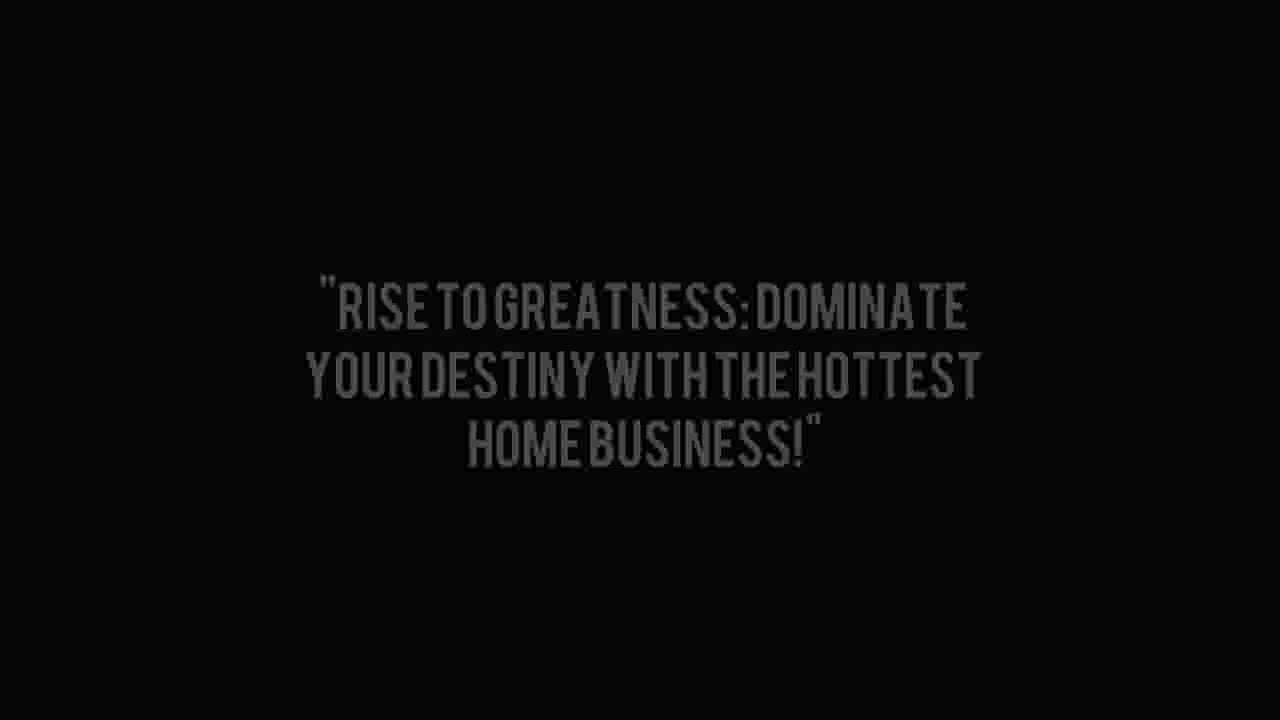 "RISE TO GREATNESS: DOMINATE
YOUR DESTINY WITH THE HOTTEST
HOME BUSINESS!"